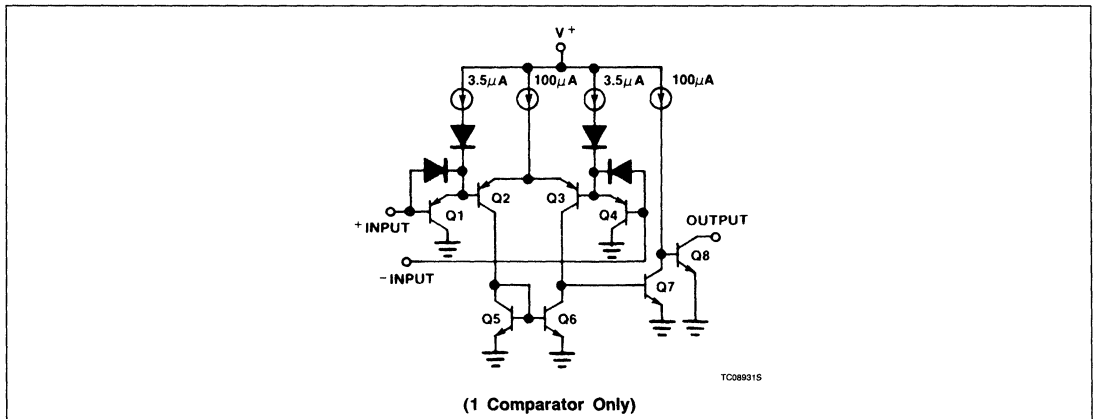 V+
3.5μA 100μA 3.5μA 100μA
Q1 Q2 Q3 Q4
+ INPUT
OUTPUT
Q8
- INPUT
Q7
Q5 Q6
TC08931S
(1 Comparator Only)